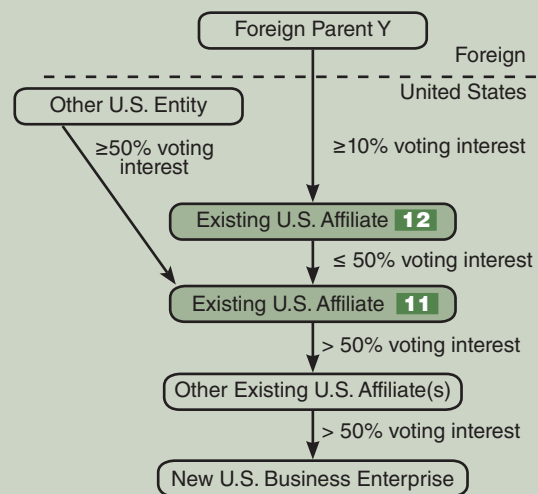 Foreign Parent Y
Foreign
United States
Other U.S. Entity
≥50% voting
interest
≥10% voting interest
Existing U.S. Affiliate 12
≤ 50% voting interest
Existing U.S. Affiliate 11
> 50% voting interest
Other Existing U.S. Affiliate(s)
> 50% voting interest
New U.S. Business Enterprise